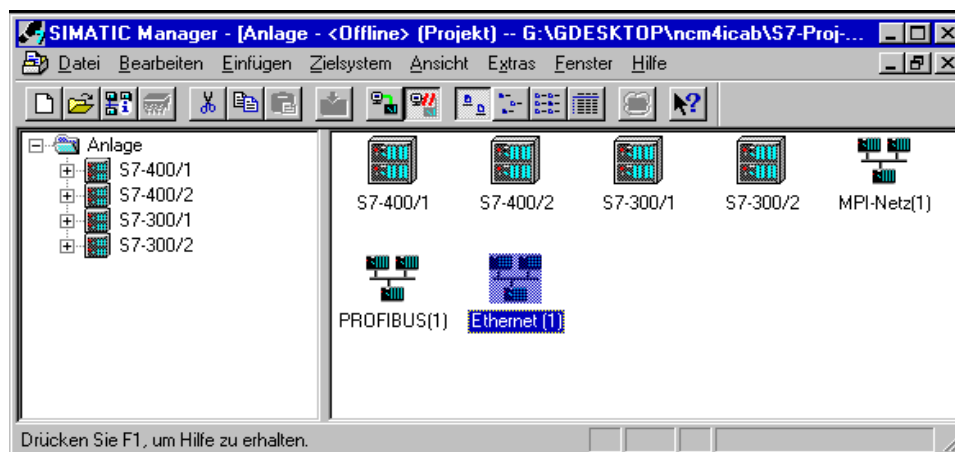 SIMATIC Manager - [Anlage - <Offline> (Projekt) -- G:\GDESKTOP\ncm4icab\S7-Proj-...
Datei Bearbeiten Einfügen Zielsystem Ansicht Extras Fenster Hilfe
Anlage
S7-400/1
S7-400/2
S7-300/1
S7-300/2
S7-400/1 S7-400/2 S7-300/1 S7-300/2 MPI-Netz(1)
PROFIBUS(1) Ethernet (1)
Drücken Sie F1, um Hilfe zu erhalten.